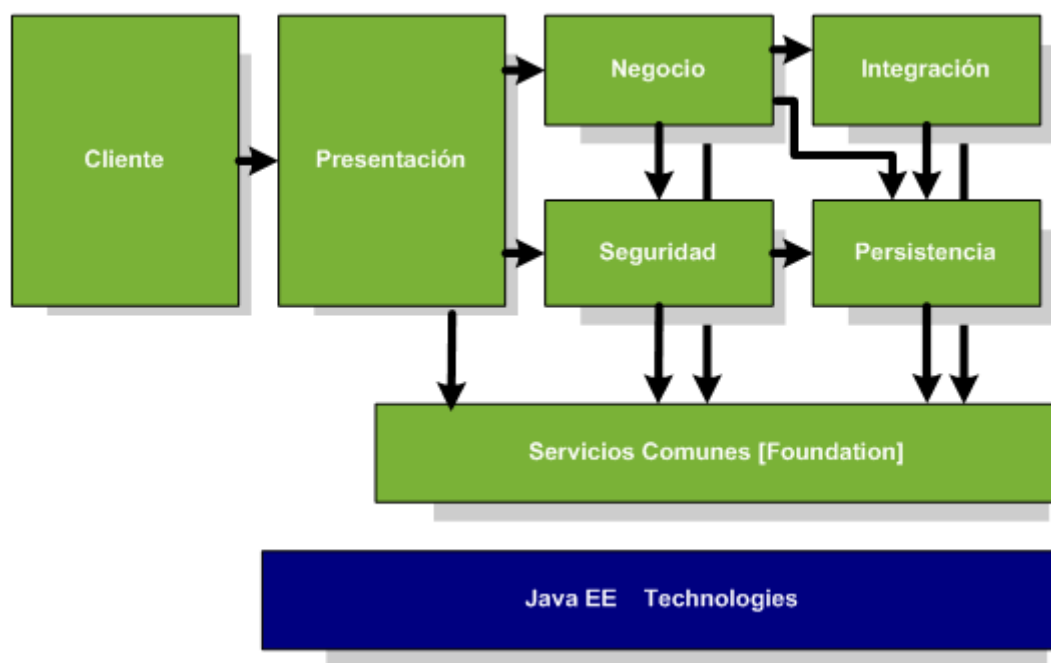 Cliente
Presentación
Negocio
Integración
Seguridad
Persistencia
Servicios Comunes [Foundation]
Java EE Technologies